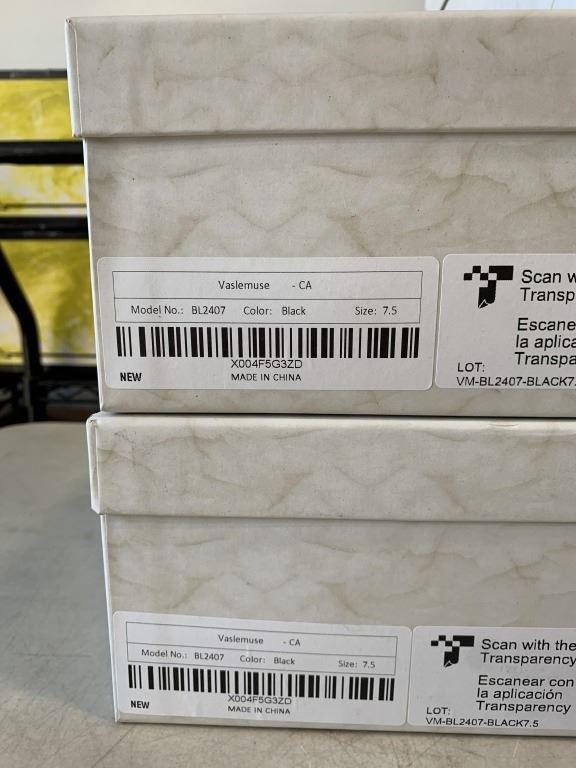 Vaslemuse - CA
Model No.: BL2407 Color: Black Size: 7.5
X004F5G3ZD
NEW MADE IN CHINA
Scan w
Transp
Escane
la aplica
Transpa
LOT:
VM-BL2407-BLACK7.
Vaslemuse - CA
Model No.: BL2407 Color: Black Size: 7.5
X004F5G3ZD
NEW MADE IN CHINA
Scan with the
Transparency
Escanear con
la aplicación
Transparency
LOT:
VM-BL2407-BLACK7.5